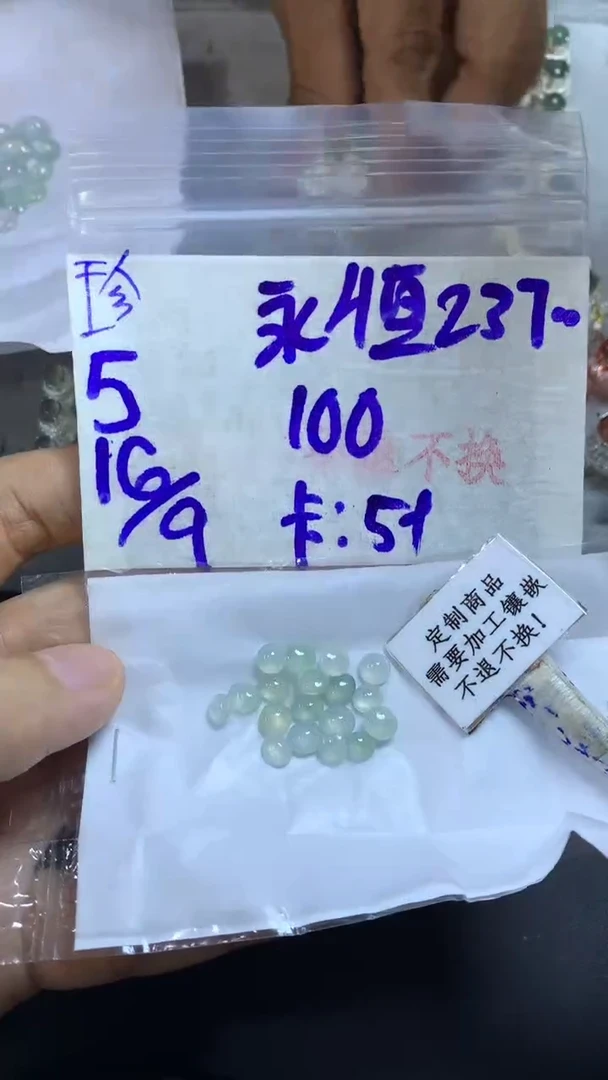 珍
永恒237..
5
100
16/9
不换
卡:51
定制商品
需要加工镶嵌
不退不换!